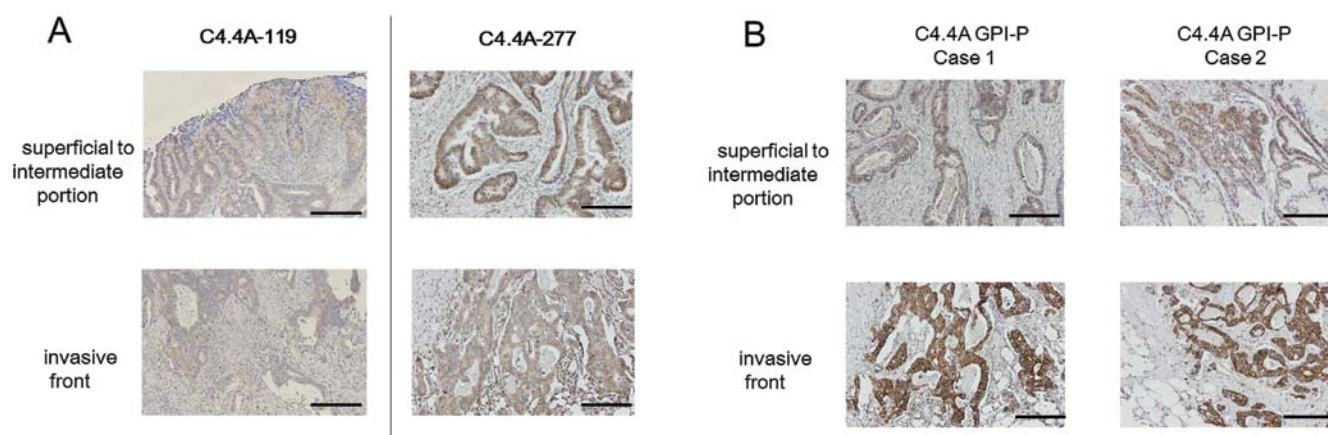 A
C4.4A-119
C4.4A-277
superficial to
intermediate
portion
invasive
front
B
C4.4A GPI-P
Case 1
C4.4A GPI-P
Case 2
superficial to
intermediate
portion
invasive
front